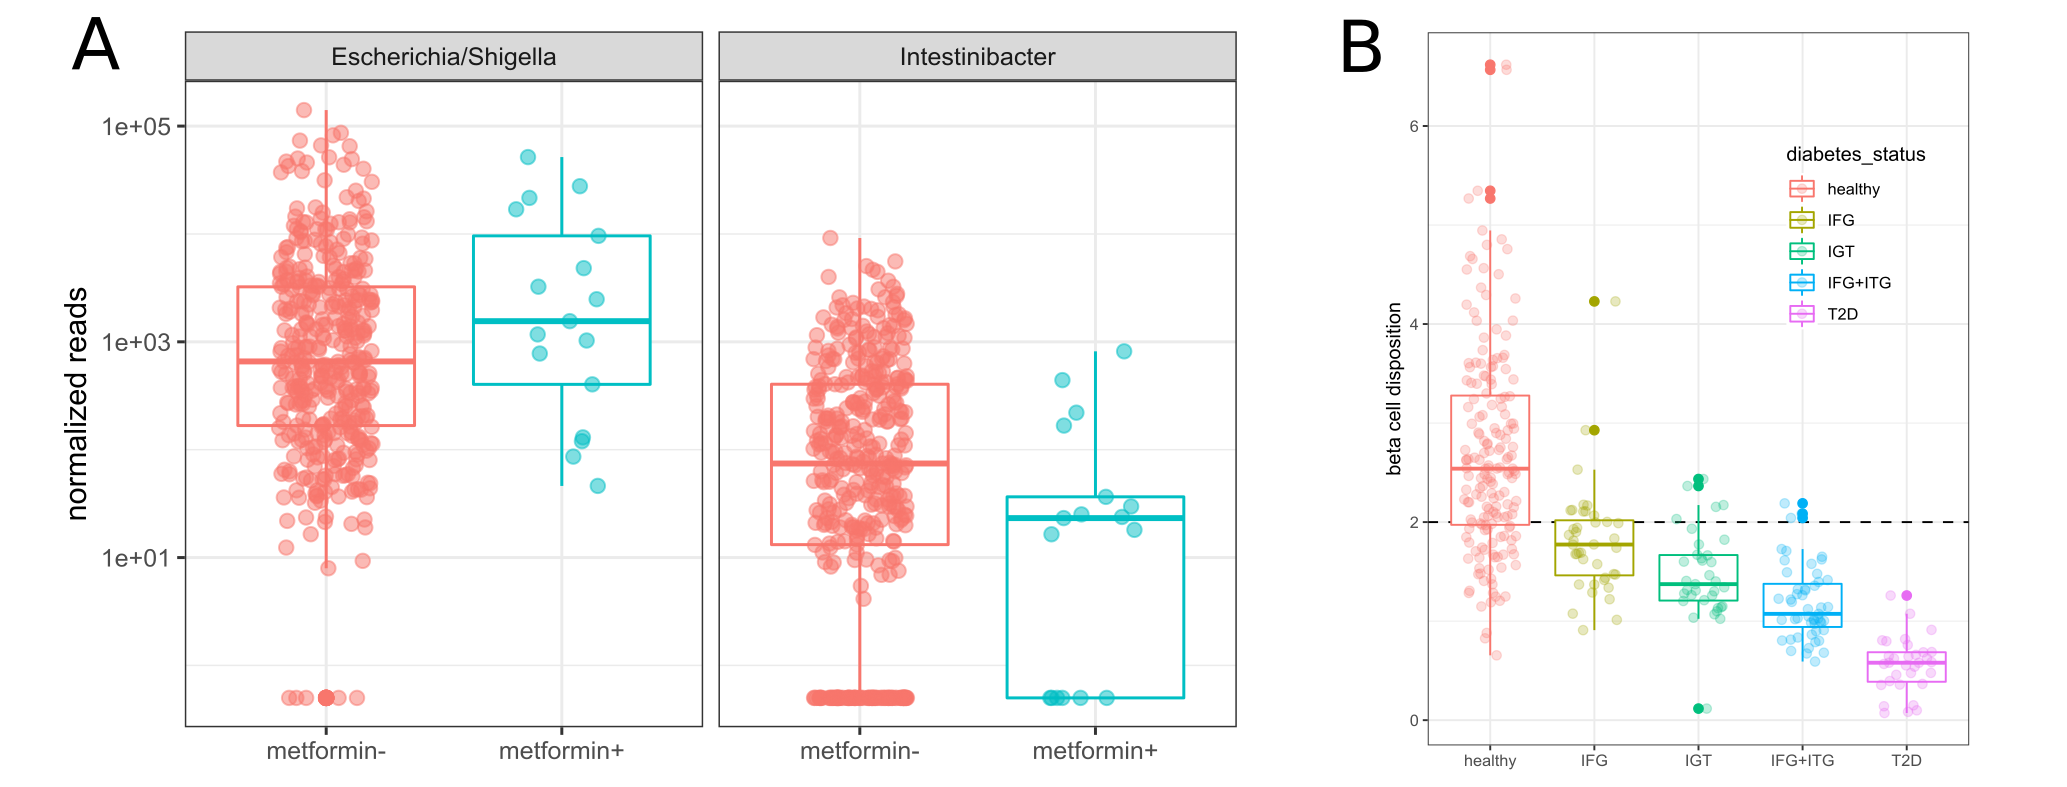 A
Escherichia/Shigella
Intestinibacter
normalized reads
1e+05
1e+03
1e+01
metformin-
metformin+
metformin-
metformin+
B
beta cell disposition
6
4
2
0
diabetes_status
healthy
IFG
IGT
IFG+ITG
T2D
healthy
IFG
IGT
IFG+ITG
T2D